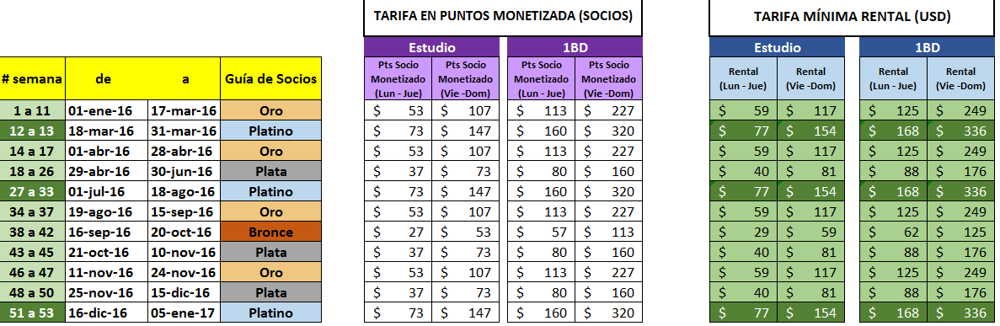 TARIFA EN PUNTOS MONETIZADA (SOCIOS) TARIFA MÍNIMA RENTAL (USD)
Estudio 1BD Estudio 1BD
# semana de a Guía de Socios Pts Socio Monetizado (Lun - Jue) Pts Socio Monetizado (Vie -Dom) Pts Socio Monetizado (Lun - Jue) Pts Socio Monetizado (Vie -Dom) Rental (Lun - Jue) Rental (Vie -Dom) Rental (Lun - Jue) Rental (Vie -Dom)
1 a 11 01-ene-16 17-mar-16 Oro $ 53 $ 107 $ 113 $ 227 $ 59 $ 117 $ 125 $ 249
12 a 13 18-mar-16 31-mar-16 Platino $ 73 $ 147 $ 160 $ 320 $ 77 $ 154 $ 168 $ 336
14 a 17 01-abr-16 28-abr-16 Oro $ 53 $ 107 $ 113 $ 227 $ 59 $ 117 $ 125 $ 249
18 a 26 29-abr-16 30-jun-16 Plata $ 37 $ 73 $ 80 $ 160 $ 40 $ 81 $ 88 $ 176
27 a 33 01-jul-16 18-ago-16 Platino $ 73 $ 147 $ 160 $ 320 $ 77 $ 154 $ 168 $ 336
34 a 37 19-ago-16 15-sep-16 Oro $ 53 $ 107 $ 113 $ 227 $ 59 $ 117 $ 125 $ 249
38 a 42 16-sep-16 20-oct-16 Bronce $ 27 $ 53 $ 57 $ 113 $ 29 $ 59 $ 62 $ 125
43 a 45 21-oct-16 10-nov-16 Plata $ 37 $ 73 $ 80 $ 160 $ 40 $ 81 $ 88 $ 176
46 a 47 11-nov-16 24-nov-16 Oro $ 53 $ 107 $ 113 $ 227 $ 59 $ 117 $ 125 $ 249
48 a 50 25-nov-16 15-dic-16 Plata $ 37 $ 73 $ 80 $ 160 $ 40 $ 81 $ 88 $ 176
51 a 53 16-dic-16 05-ene-17 Platino $ 73 $ 147 $ 160 $ 320 $ 77 $ 154 $ 168 $ 336